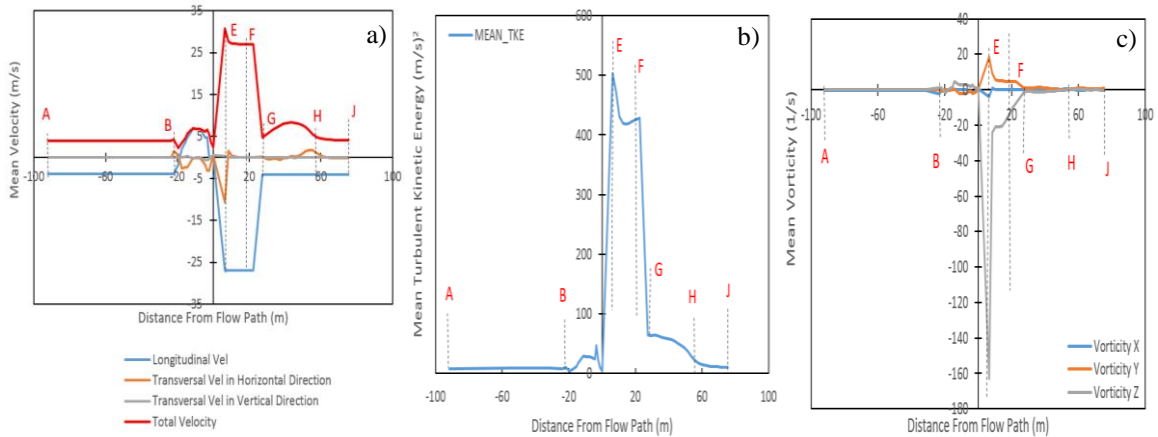 a)
35
25
15
5
-5
-15
-25
35
-100
-60
-20
20
60
100
A
B
E
F
G
H
J
Mean Velocity (m/s)
Distance From Flow Path (m)
Longitudinal Vel
Transversal Vel in Horizontal Direction
Transversal Vel in Vertical Direction
Total Velocity
b)
MEAN_TKE
600
500
400
300
200
100
0
-100
-60
-20
20
60
100
A
B
E
F
G
H
J
Mean Turbulent Kinetic Energy (m/s)²
Distance From Flow Path (m)
c)
40
20
0
-20
-40
-60
-80
-100
-120
-140
-160
-180
-100
-60
-20
20
60
100
A
B
E
F
G
H
J
Mean Vorticity (1/s)
Vorticity X
Vorticity Y
Vorticity Z
Distance From Flow Path (m)